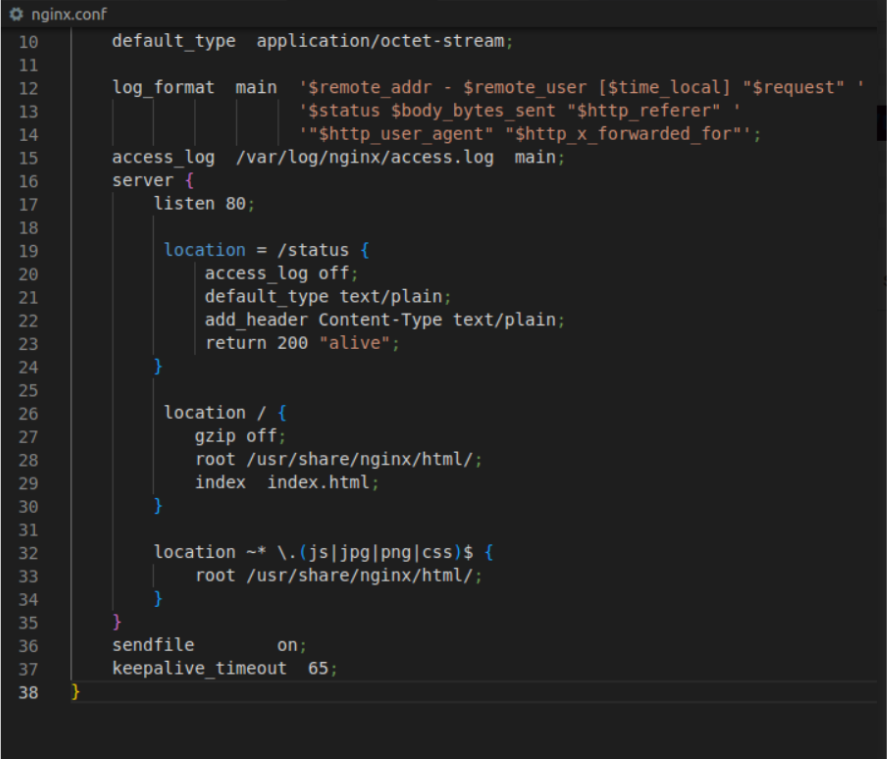 nginx.conf
10 default_type  application/octet-stream;
11
12 log_format  main  '$remote_addr - $remote_user [$time_local] "$request" '
13 '$status $body_bytes_sent "$http_referer" '
14 '"$http_user_agent" "$http_x_forwarded_for"';
15 access_log  /var/log/nginx/access.log  main;
16 server {
17 listen 80;
18
19 location = /status {
20 access_log off;
21 default_type text/plain;
22 add_header Content-Type text/plain;
23 return 200 "alive";
24 }
25
26 location / {
27 gzip off;
28 root /usr/share/nginx/html/;
29 index  index.html;
30 }
31
32 location ~* \.(js|jpg|png|css)$ {
33 root /usr/share/nginx/html/;
34 }
35 }
36 sendfile        on;
37 keepalive_timeout  65;
38 }